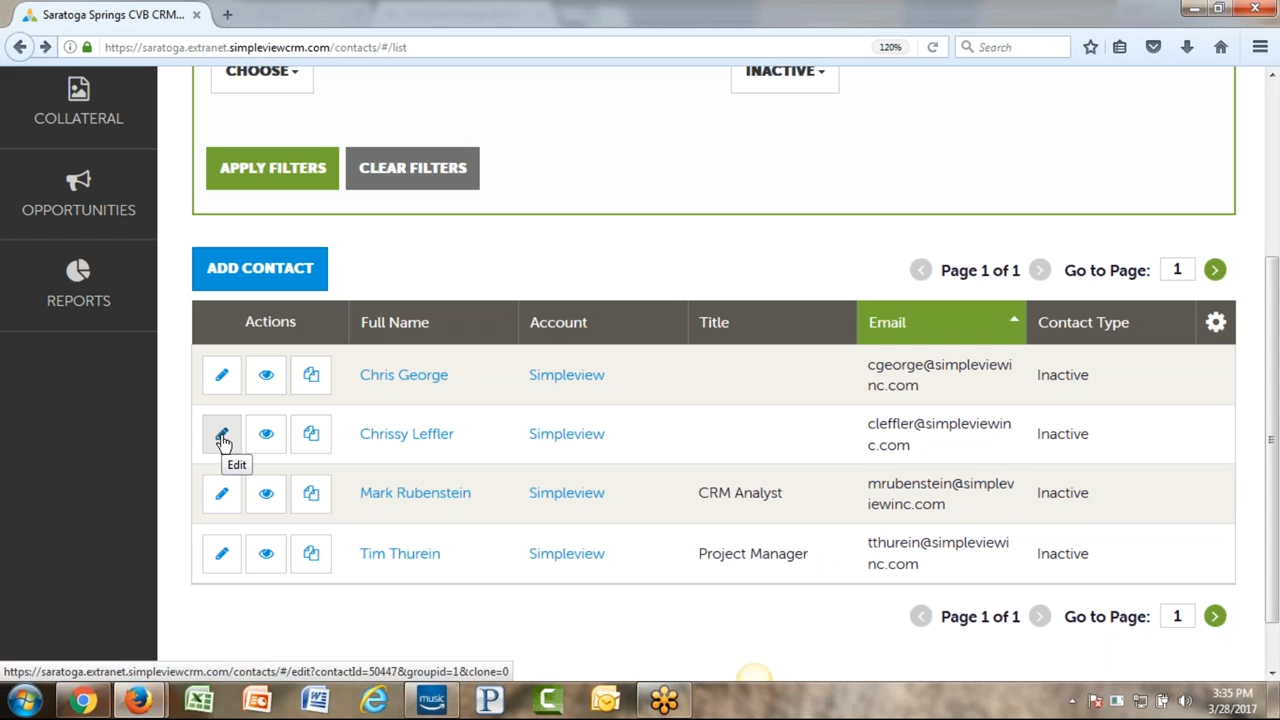 Saratoga Springs CVB CRM...
https://saratoga.extranet.simpleviewcrm.com/contacts/#/list
120%
Search
CHOOSE
INACTIVE
COLLATERAL
OPPORTUNITIES
REPORTS
APPLY FILTERS
CLEAR FILTERS
ADD CONTACT
Page 1 of 1
Go to Page: 1
Actions Full Name Account Title Email Contact Type
Chris George Simpleview cgeorge@simpleviewi
nc.com Inactive
Chrissy Leffler Simpleview cleffler@simpleviewin
c.com Inactive
Edit
Mark Rubenstein Simpleview CRM Analyst mrubenstein@simplev
iewinc.com Inactive
Tim Thurein Simpleview Project Manager tthurein@simpleviewi
nc.com Inactive
Page 1 of 1
Go to Page: 1
https://saratoga.extranet.simpleviewcrm.com/contacts/#/edit?contactId=50447&groupid=1&clone=0
music
3:35 PM
3/28/2017